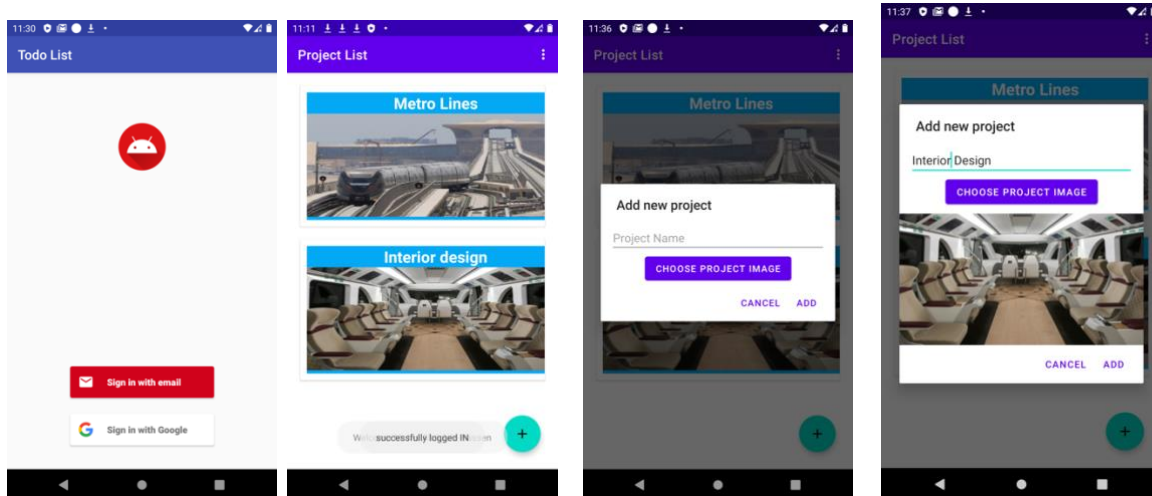 11:30
Todo List
Sign in with email
Sign in with Google
11:11
Project List
Metro Lines
Interior design
successfully logged IN
11:36
Project List
Metro Lines
Add new project
Project Name
CHOOSE PROJECT IMAGE
CANCEL ADD
11:37
Project List
Metro Lines
Add new project
Interior Design
CHOOSE PROJECT IMAGE
CANCEL ADD